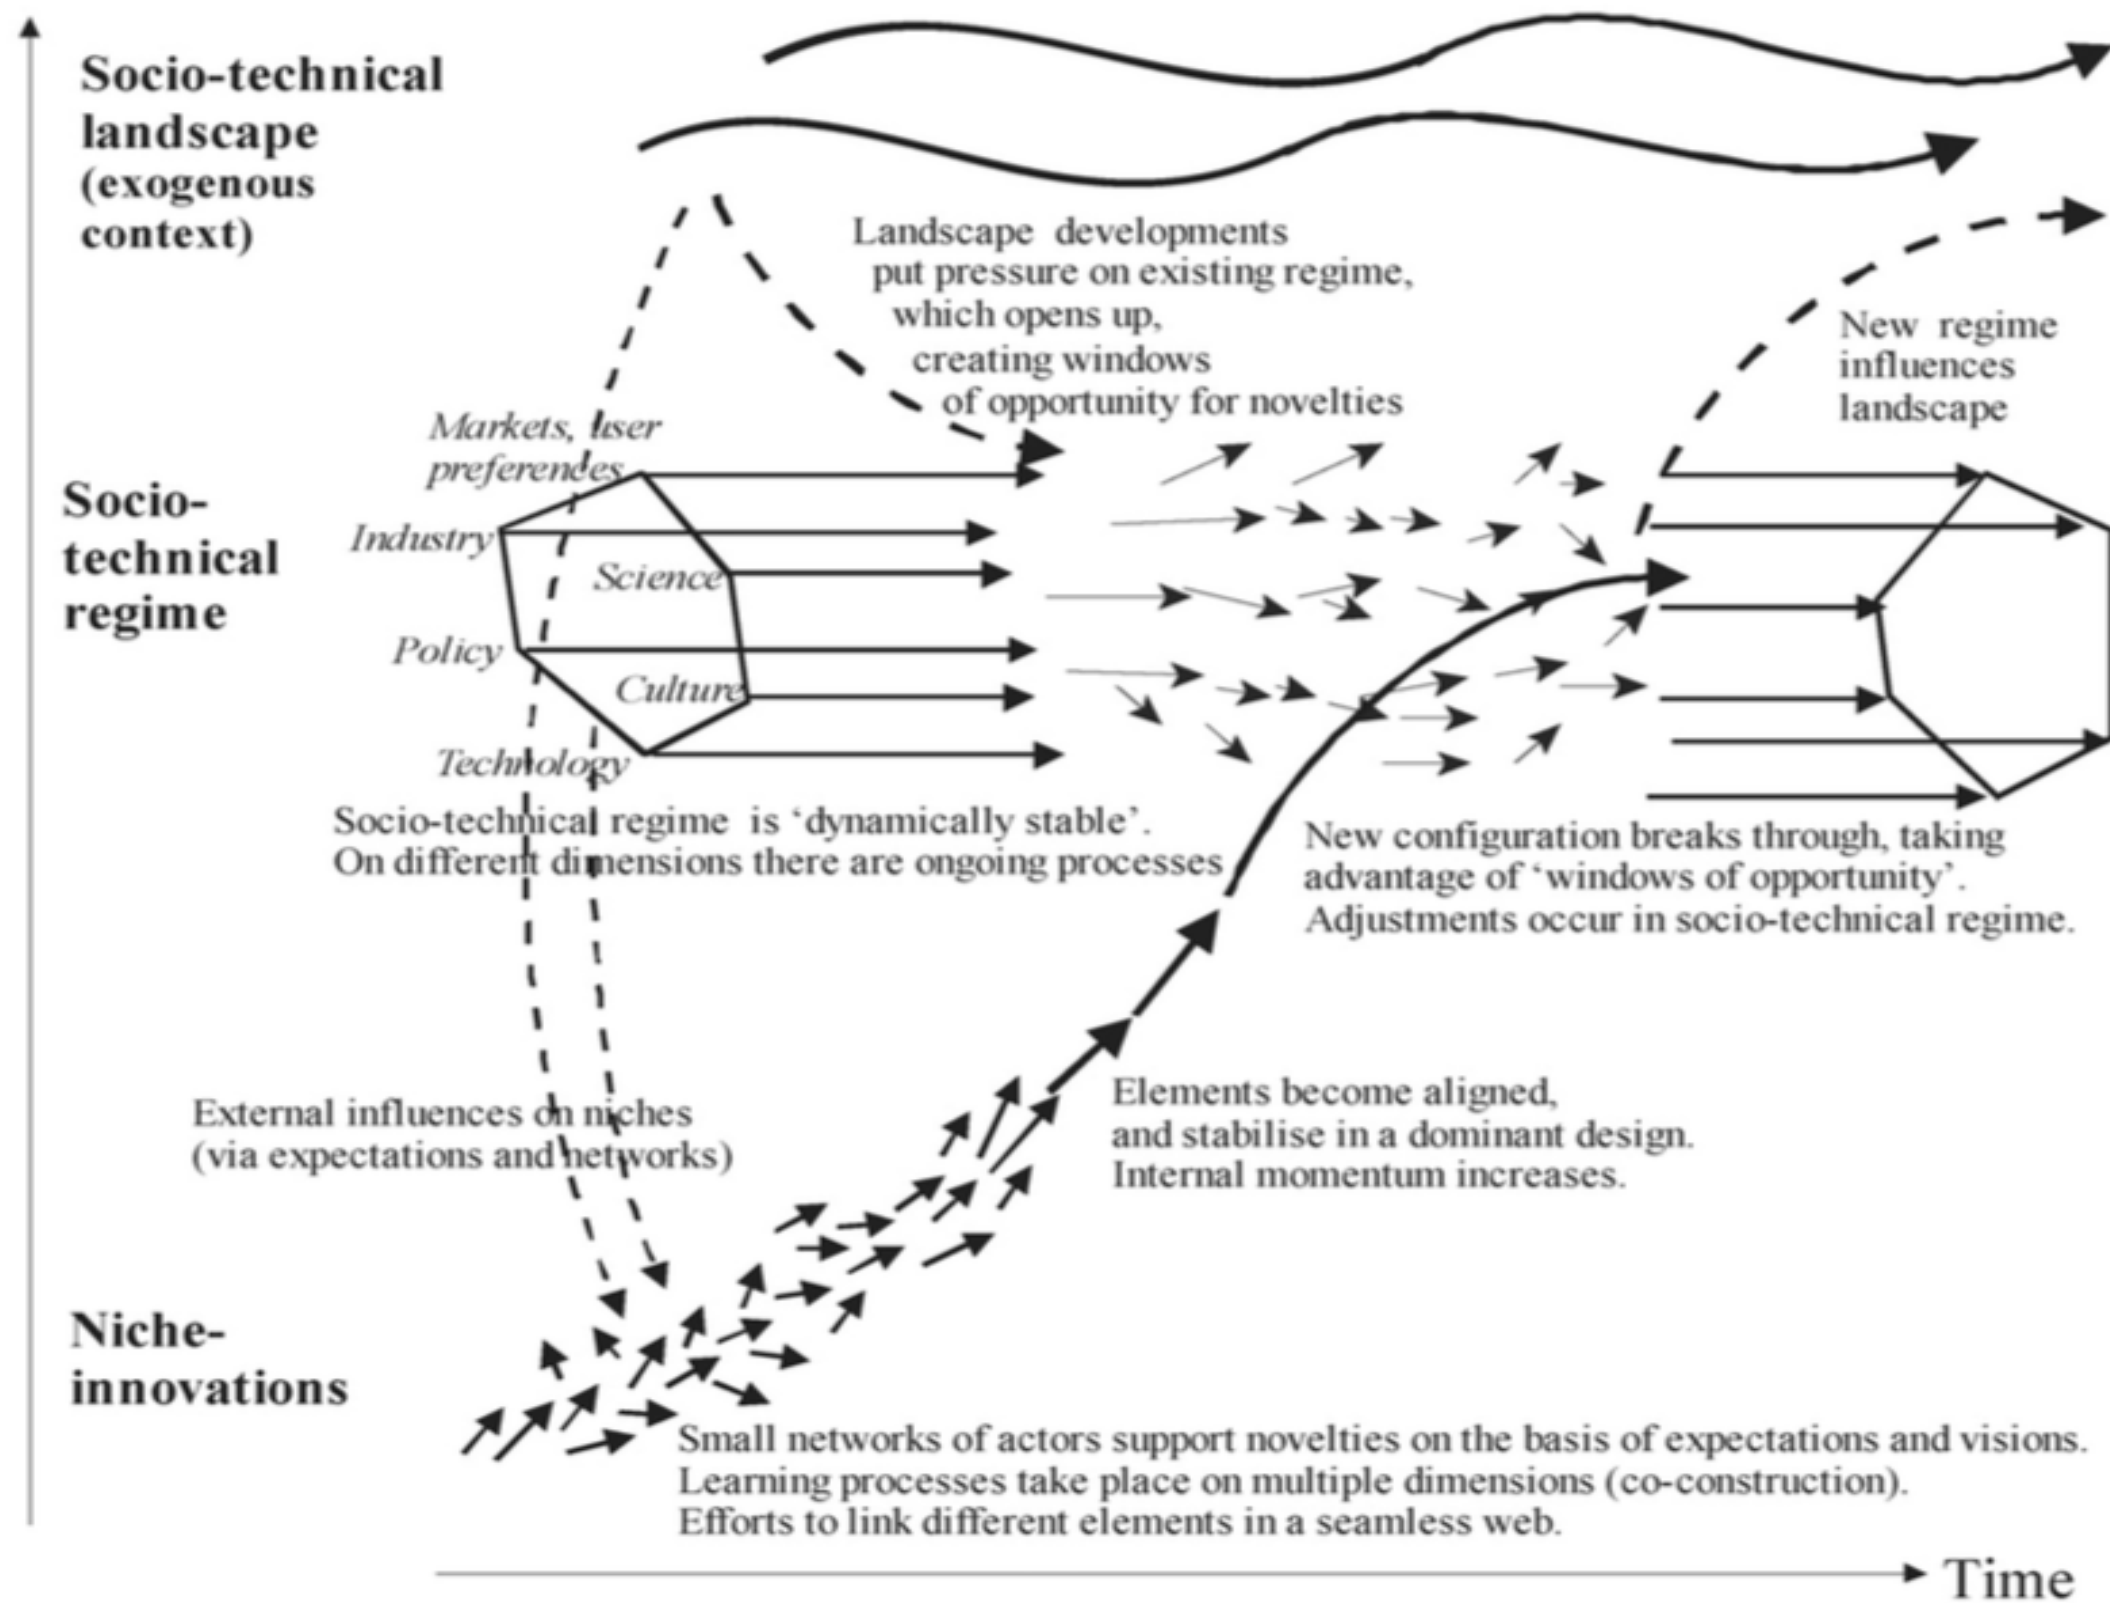 Socio-technical
landscape
(exogenous
context)
Landscape developments
put pressure on existing regime,
which opens up,
creating windows
of opportunity for novelties
New regime
influences
landscape
Markets, user
preferences
Industry
Science
Policy
Culture
Technology
Socio-
technical
regime
Socio-technical regime is ‘dynamically stable’.
On different dimensions there are ongoing processes
New configuration breaks through, taking
advantage of ‘windows of opportunity’.
Adjustments occur in socio-technical regime.
External influences on niches
(via expectations and networks)
Elements become aligned,
and stabilise in a dominant design.
Internal momentum increases.
Niche-
innovations
Small networks of actors support novelties on the basis of expectations and visions.
Learning processes take place on multiple dimensions (co-construction).
Efforts to link different elements in a seamless web.
Time